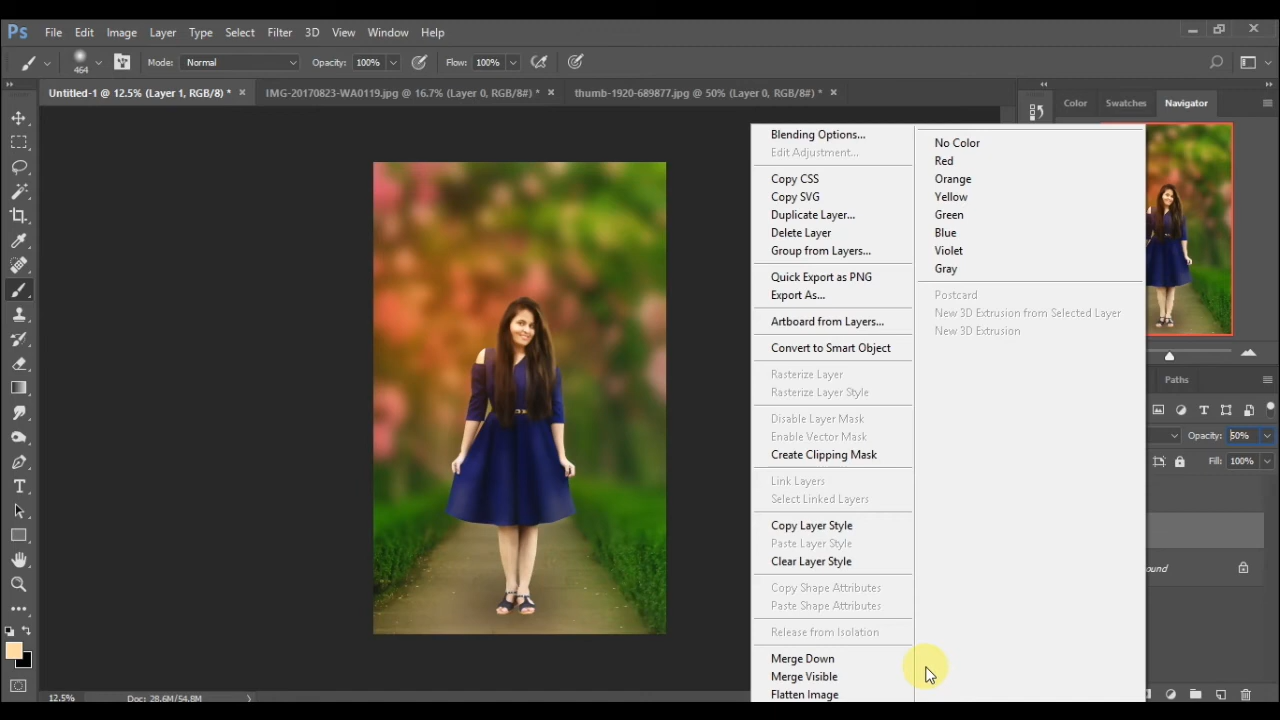 Ps File Edit Image Layer Type Select Filter 3D View Window Help
464 Mode: Normal Opacity: 100% Flow: 100%
Untitled-1 @ 12.5% (Layer 1, RGB/8) * × IMG-20170823-WA0119.jpg @ 16.7% (Layer 0, RGB/8#) * × thumb-1920-689877.jpg @ 50% (Layer 0, RGB/8#) * ×
Color Swatches Navigator
Blending Options...
Edit Adjustment...
Copy CSS
Copy SVG
Duplicate Layer...
Delete Layer
Group from Layers...
Quick Export as PNG
Export As...
Artboard from Layers...
Convert to Smart Object
Rasterize Layer
Rasterize Layer Style
Disable Layer Mask
Enable Vector Mask
Create Clipping Mask
Link Layers
Select Linked Layers
Copy Layer Style
Paste Layer Style
Clear Layer Style
Copy Shape Attributes
Paste Shape Attributes
Release from Isolation
Merge Down
Merge Visible
Flatten Image
No Color
Red
Orange
Yellow
Green
Blue
Violet
Gray
Postcard
New 3D Extrusion from Selected Layer
New 3D Extrusion
Paths
Opacity: 50%
Fill: 100%
ound
12.5% Doc: 28.6M/54.8M